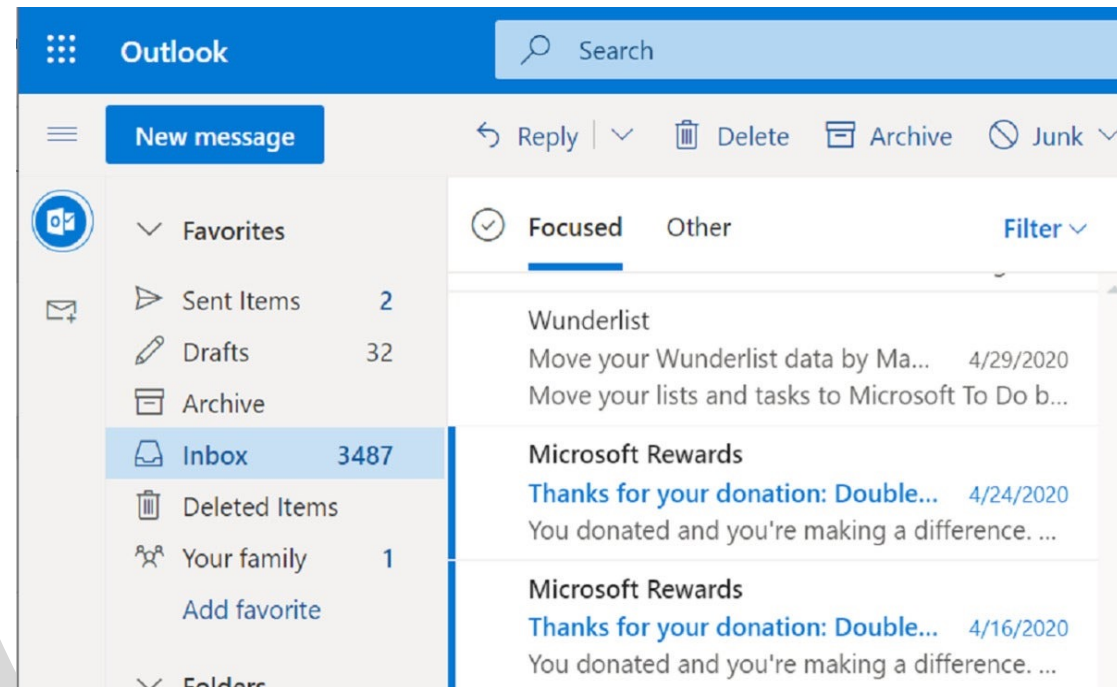 Outlook
Search
New message
Reply
Delete
Archive
Junk
Favorites
Sent Items 2
Drafts 32
Archive
Inbox 3487
Deleted Items
Your family 1
Add favorite
Folders
Focused Other Filter
Wunderlist
Move your Wunderlist data by Ma... 4/29/2020
Move your lists and tasks to Microsoft To Do b...
Microsoft Rewards
Thanks for your donation: Double... 4/24/2020
You donated and you're making a difference. ...
Microsoft Rewards
Thanks for your donation: Double... 4/16/2020
You donated and you're making a difference. ...